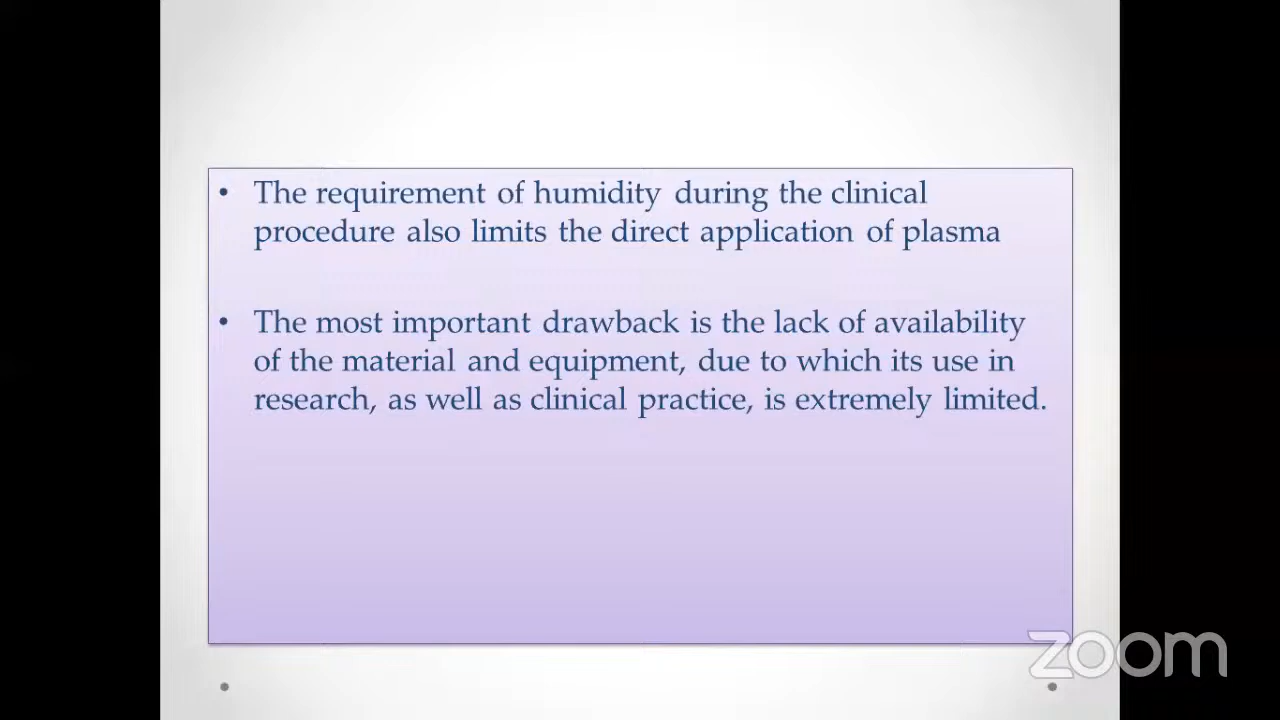 • The requirement of humidity during the clinical
procedure also limits the direct application of plasma
• The most important drawback is the lack of availability
of the material and equipment, due to which its use in
research, as well as clinical practice, is extremely limited.
zoom